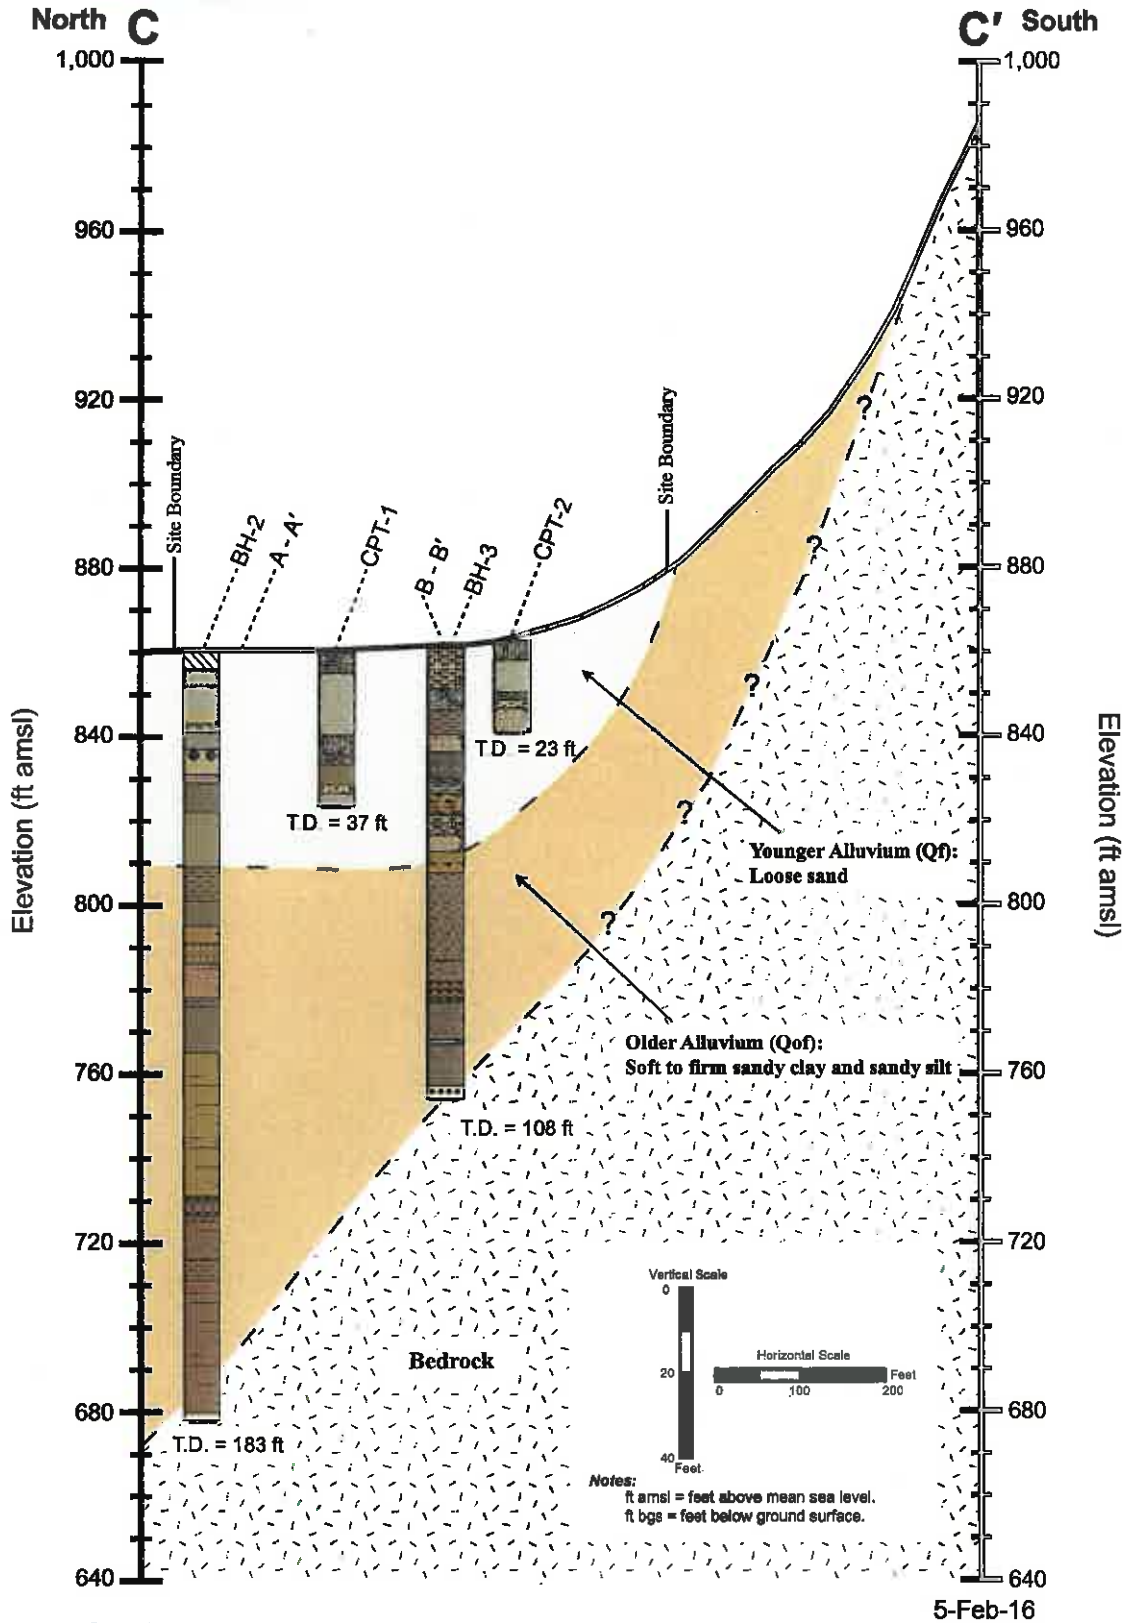 North C
C' South
1,000
960
920
880
840
800
760
720
680
640
Elevation (ft amsl)
1,000
960
920
880
840
800
760
720
680
640
Elevation (ft amsl)
Site Boundary
BH-2
A - A'
CPT-1
B - B'
BH-3
CPT-2
Site Boundary
?
?
?
?
?
T.D. = 23 ft
T.D. = 37 ft
Younger Alluvium (Qf):
Loose sand
Older Alluvium (Qof):
Soft to firm sandy clay and sandy silt
T.D. = 108 ft
Bedrock
T.D. = 183 ft
Vertical Scale
0
20
40
Feet
Horizontal Scale
Feet
0 100 200
Notes:
ft amsl = feet above mean sea level.
ft bgs = feet below ground surface.
5-Feb-16